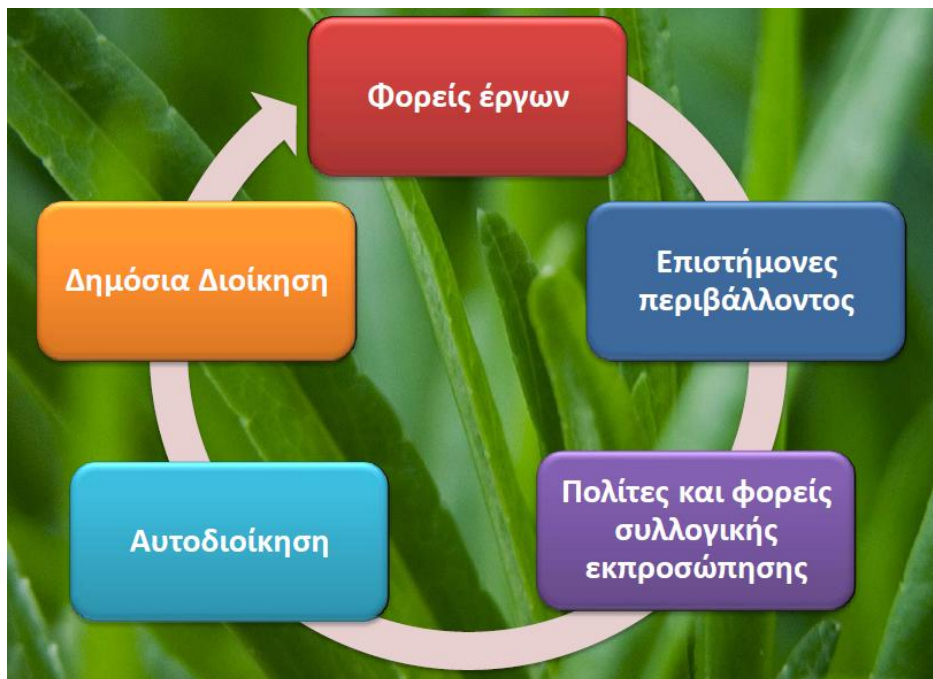 Φορείς έργων
Επιστήμονες
περιβάλλοντος
Πολίτες και φορείς
συλλογικής
εκπροσώπησης
Αυτοδιοίκηση
Δημόσια Διοίκηση